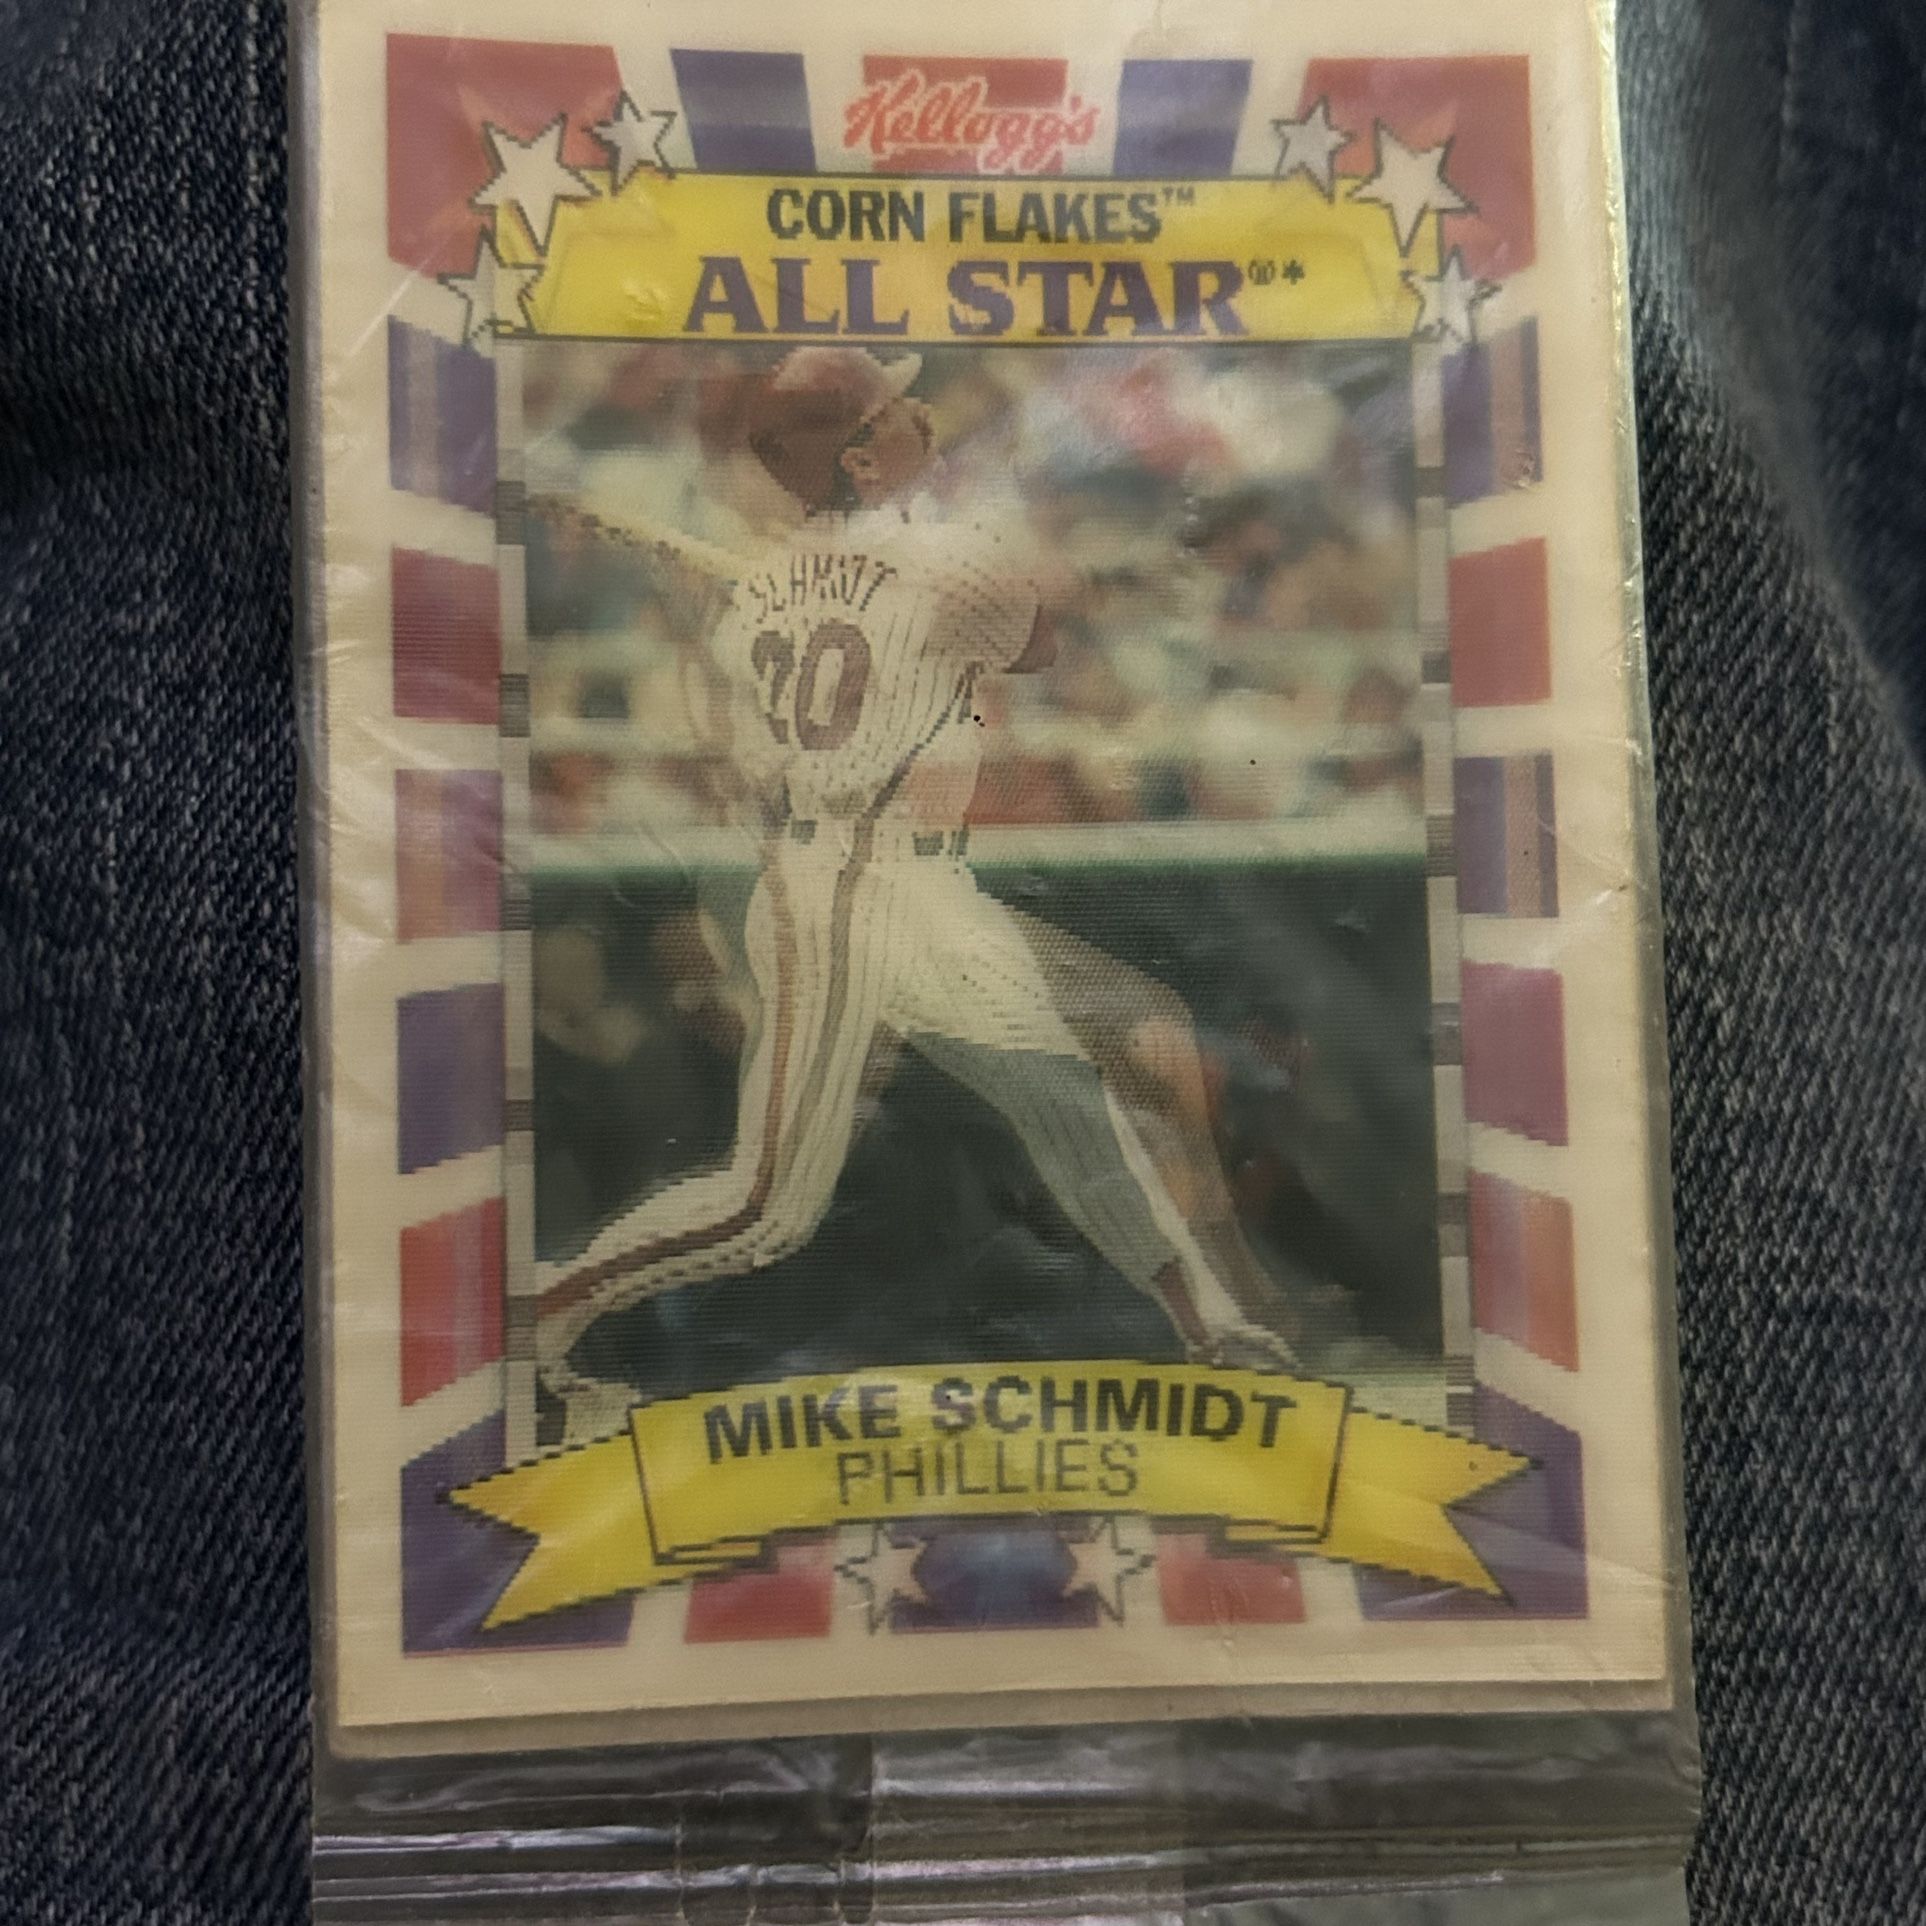 Kellogg's
CORN FLAKES™
ALL STAR®*
SCHMIDT
20
MIKE SCHMIDT
PHILLIES